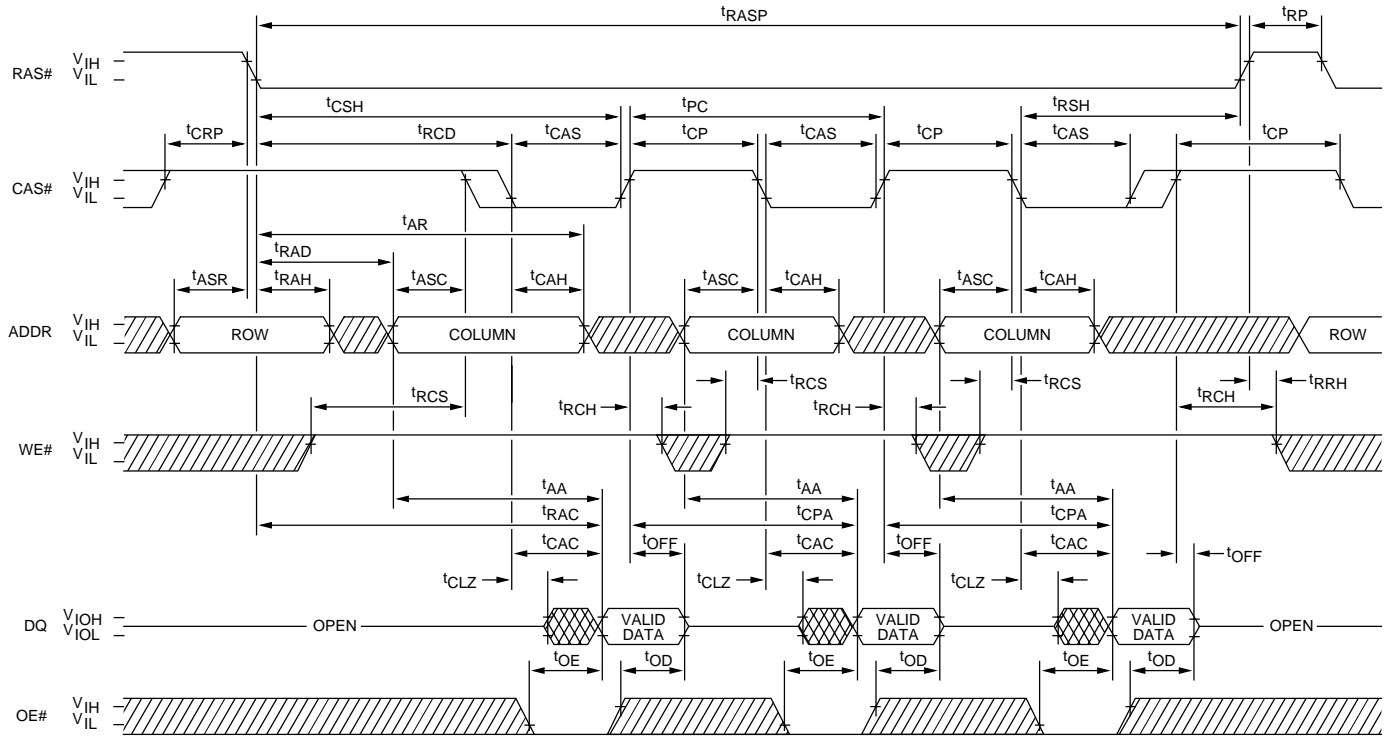 tRASP tRP
RAS# VIH
VIL
tCSH tPC tRSH
tCRP tRCD tCAS tCP tCAS tCP tCAS tCP
CAS# VIH
VIL
tAR
tRAD
tASR tRAH tASC tCAH tASC tCAH tASC tCAH
ADDR VIH
VIL
ROW COLUMN COLUMN COLUMN ROW
tRCS tRCH tRCS tRCH tRCS tRCH tRRH
WE# VIH
VIL
tAA tAA tAA
tRAC tCPA tCPA
tCAC tOFF tCAC tOFF tCAC tOFF
tCLZ tCLZ tCLZ
DQ VIOH
VIOL
OPEN VALID DATA VALID DATA VALID DATA OPEN
tOE tOD tOE tOD tOE tOD
OE# VIH
VIL